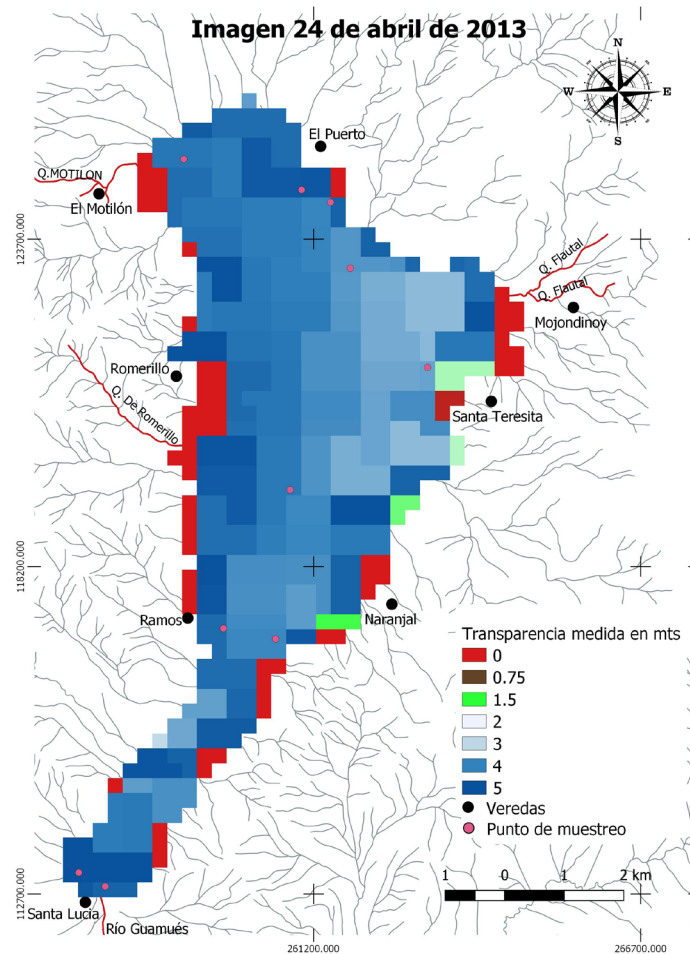 Imagen 24 de abril de 2013
N
W E
S
El Puerto
Q.MOTILON
El Motilón
123700.000
Q. Flautal
Q. Flautal
Mojondinoy
Romerillo
Q. De Romerillo
Santa Teresita
118200.000
Ramos
Naranjal
Transparencia medida en mts
0
0.75
1.5
2
3
4
5
Veredas
Punto de muestreo
1 0 1 2 km
112700.000
Santa Lucía
Río Guamués
261200.000
266700.000